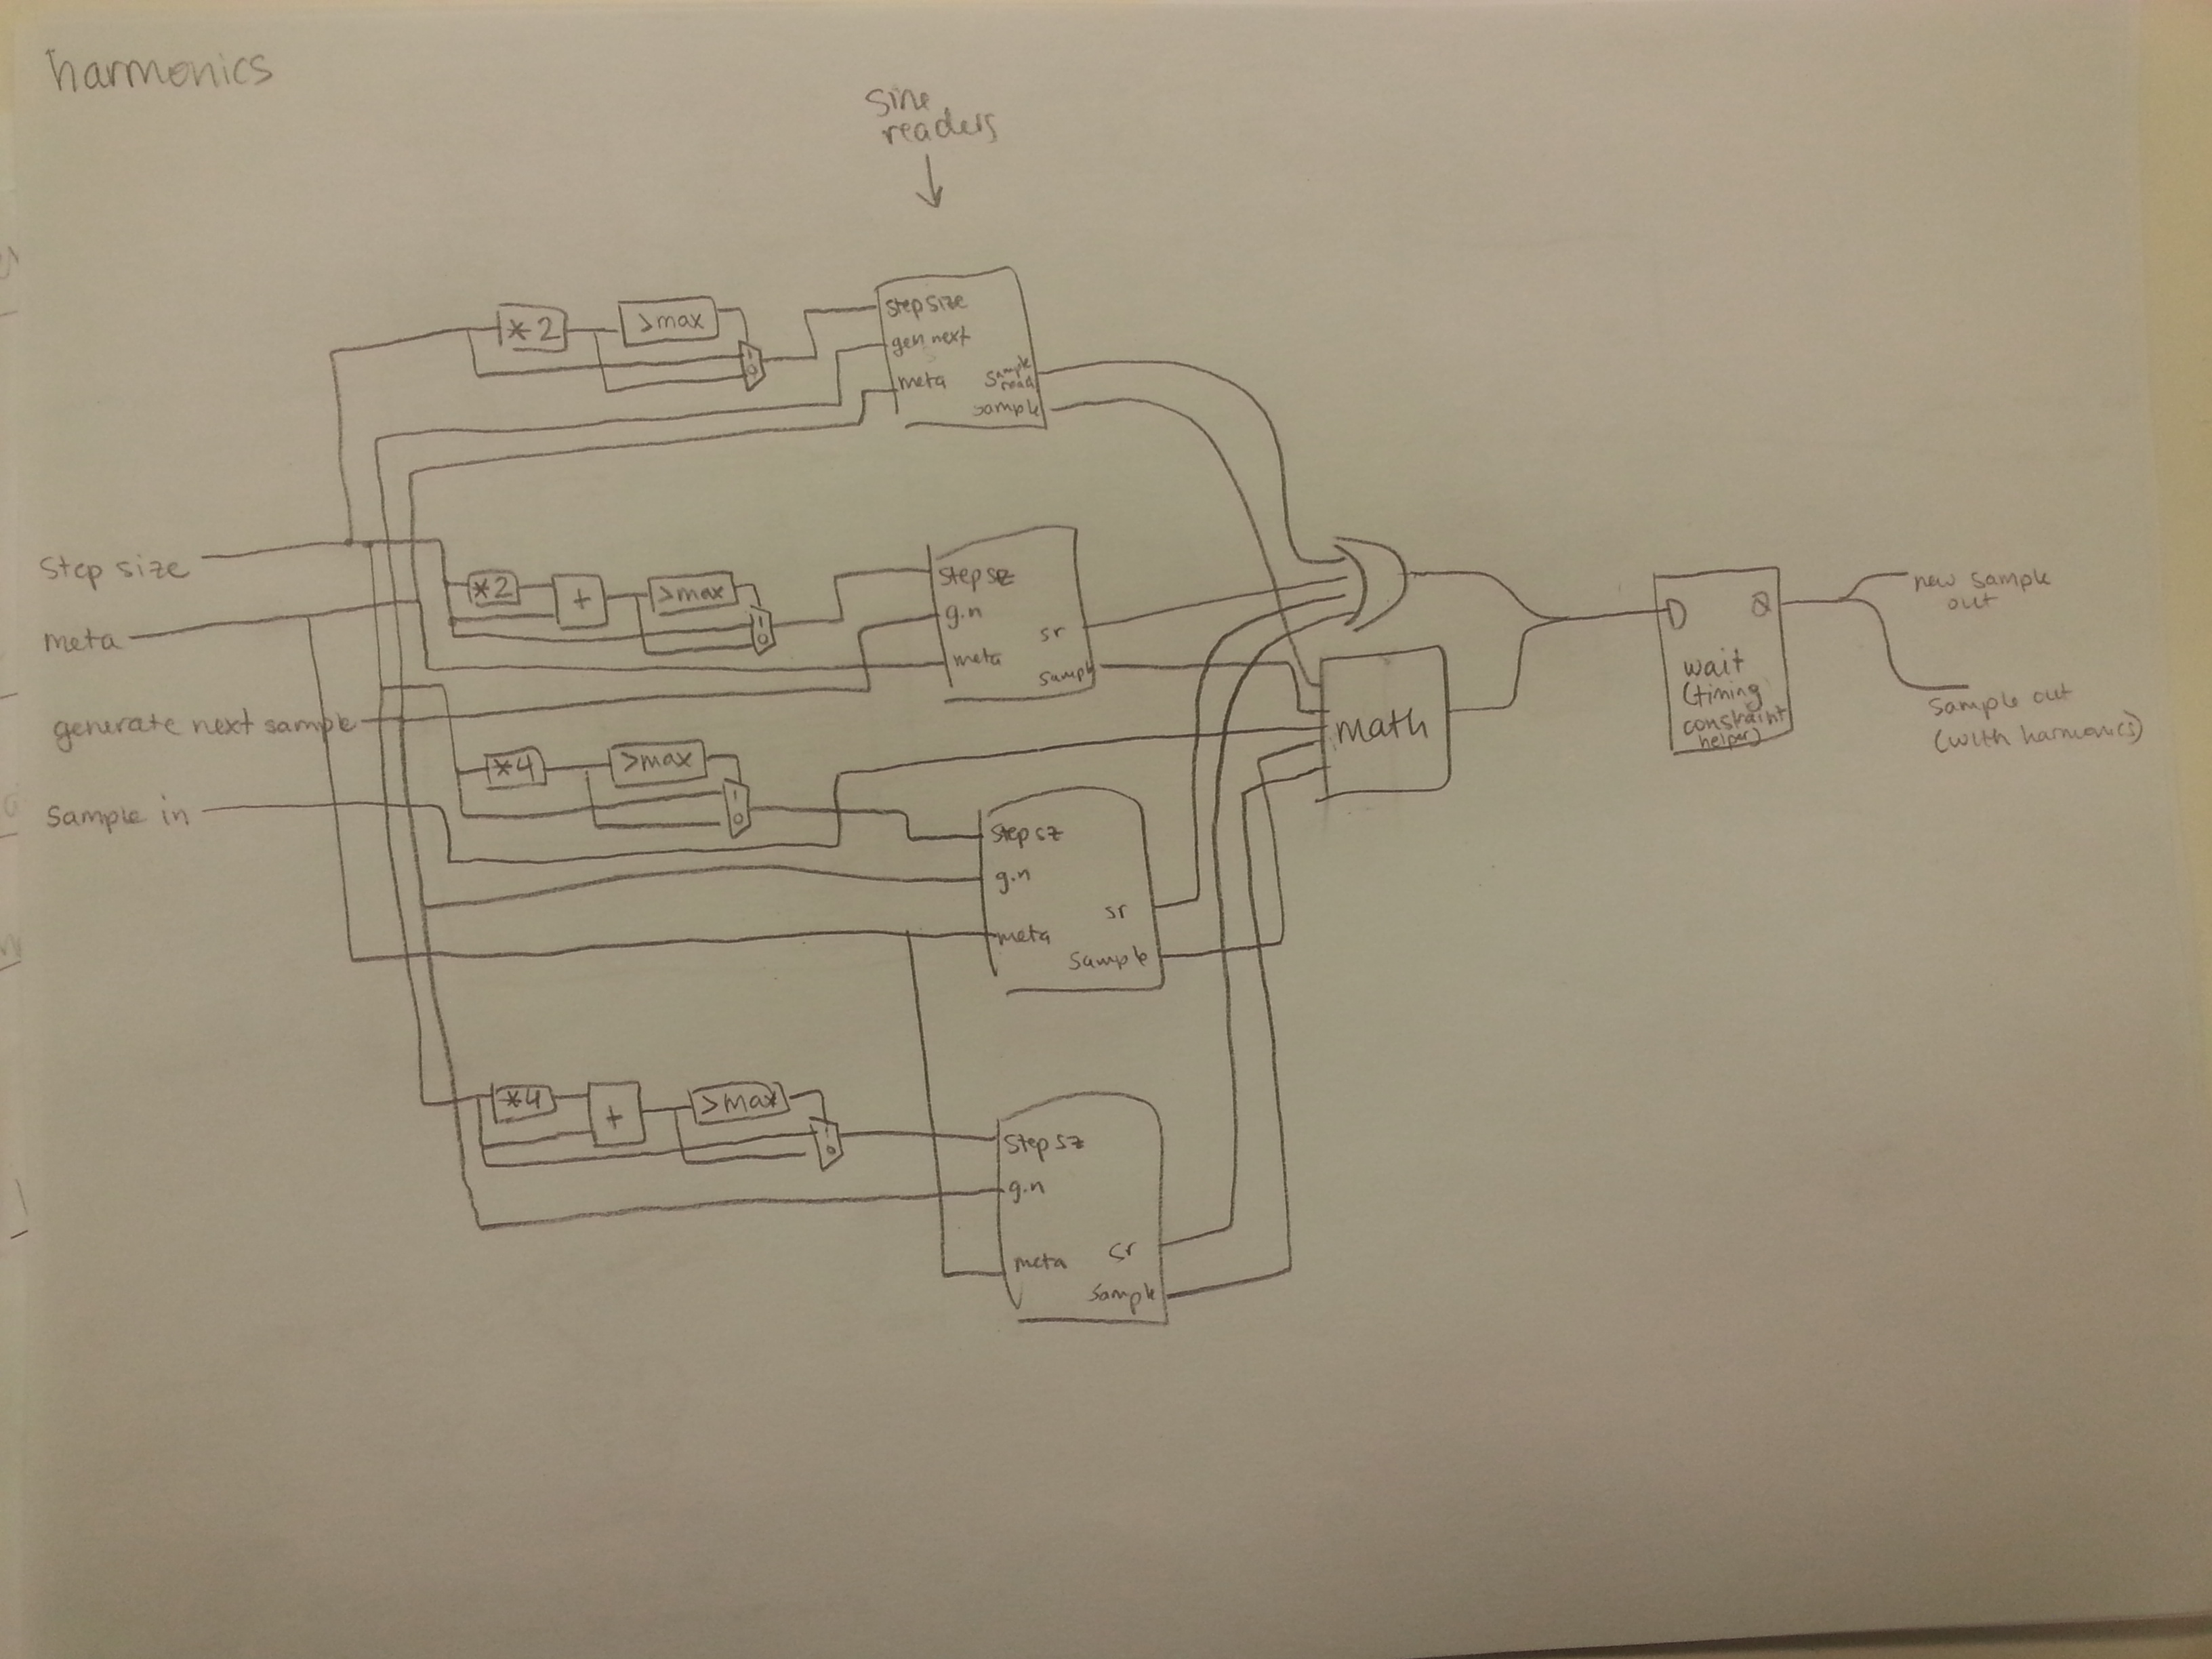 harmonics
sine
readers
*2
>max
1
0
step size
gen next
meta
sample
read
sample
step size
*2
+
>max
1
0
step sz
g.n
meta
sr
sample
meta
generate next sample
*4
>max
1
0
sample in
step sz
g.n
meta
sr
sample
*4
+
>max
1
0
step sz
g.n
meta
sr
sample
math
D
Q
wait
(timing
constraint
helper)
new sample
out
sample out
(with harmonics)